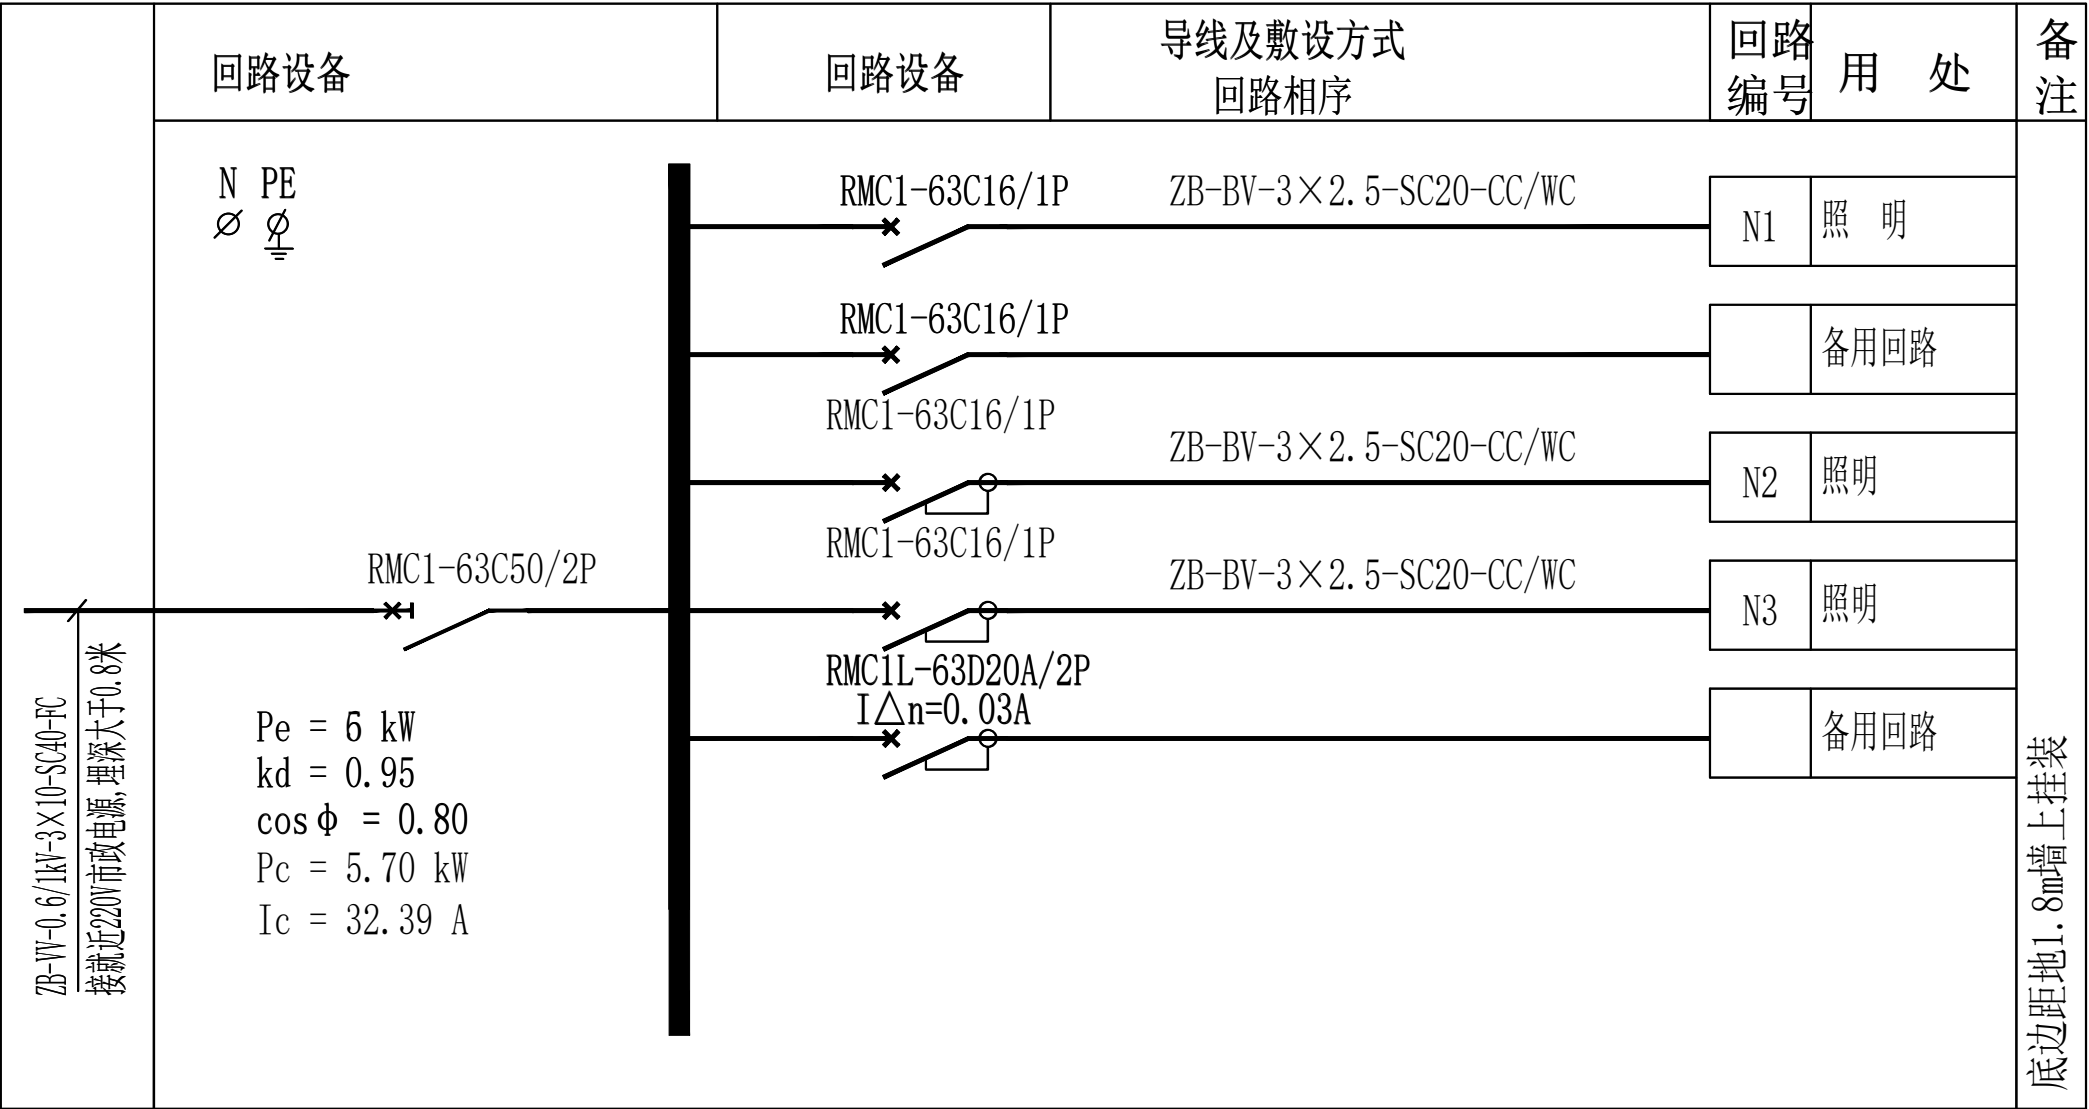 回路设备
回路设备
导线及敷设方式
回路相序
回路
编号
用 处
备
注
N PE
RMC1-63C16/1P
ZB-BV-3×2.5-SC20-CC/WC
N1
照 明
RMC1-63C16/1P
备用回路
RMC1-63C16/1P
ZB-BV-3×2.5-SC20-CC/WC
N2
照明
RMC1-63C16/1P
ZB-BV-3×2.5-SC20-CC/WC
N3
照明
RMC1-63C50/2P
RMC1L-63D20A/2P
I△n=0.03A
备用回路
Pe = 6 kW
kd = 0.95
cosφ = 0.80
Pc = 5.70 kW
Ic = 32.39 A
ZB-VV-0.6/1kV-3×10-SC40-FC
接就近220V市政电源,埋深大于0.8米
底边距地1.8m墙上挂装